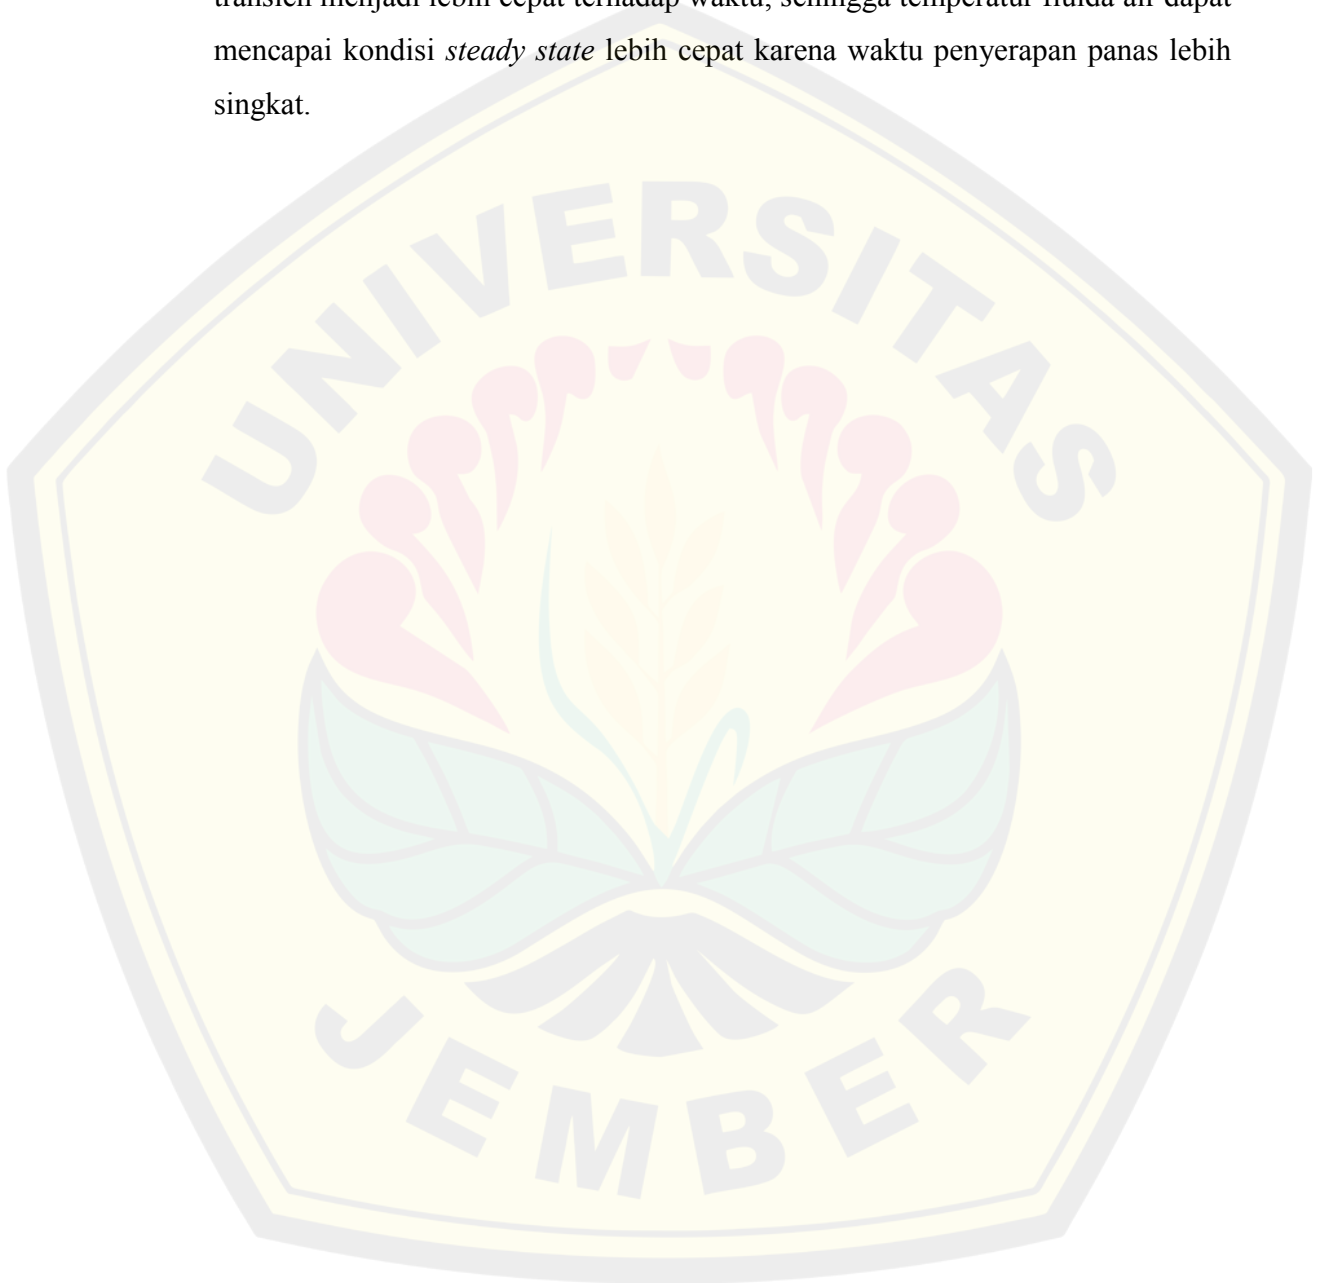 transien menjadi lebih cepat terhadap waktu, sehingga temperatur fluida air dapat
mencapai kondisi steady state lebih cepat karena waktu penyerapan panas lebih
singkat.
UNIVERSITAS
JEMBER